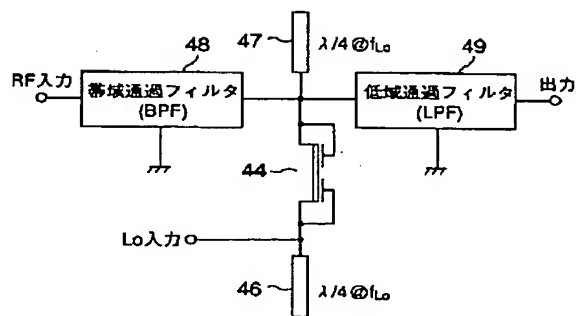 47
λ/4@fLo
48
49
RF入力
帯域通過フィルタ
(BPF)
低域通過フィルタ
(LPF)
出力
44
Lo入力
46
λ/4@fLo